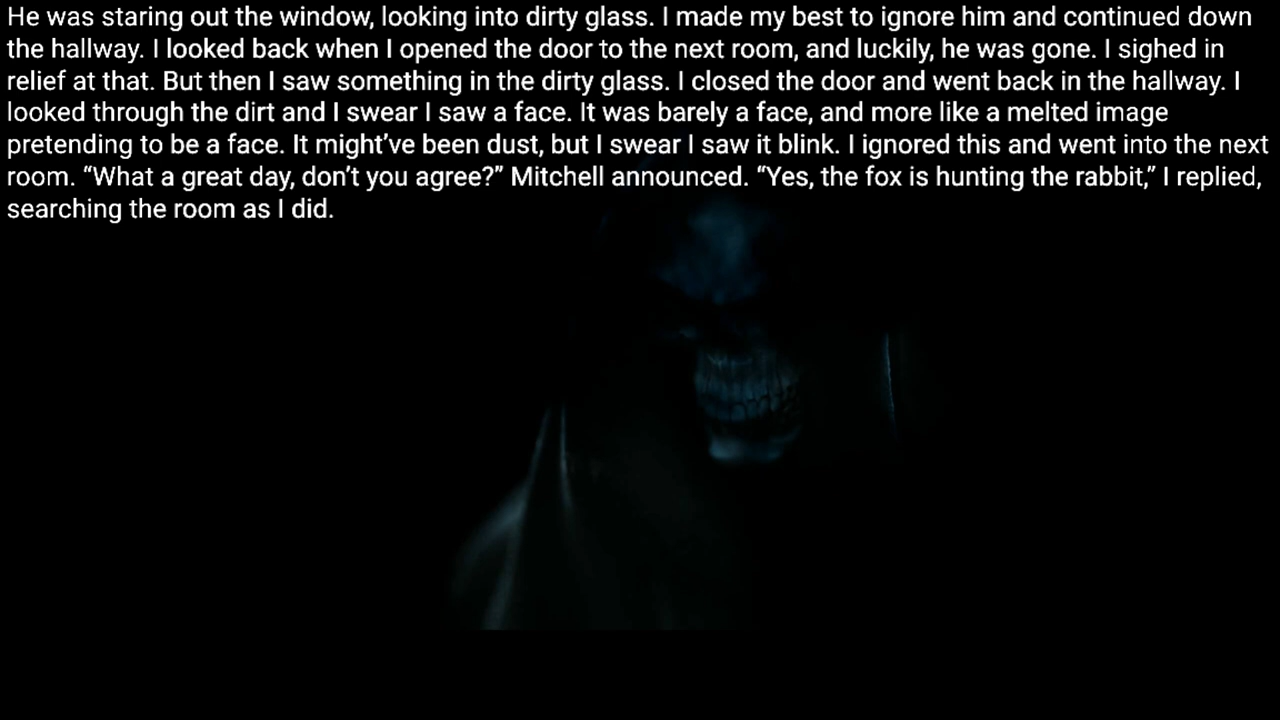 He was staring out the window, looking into dirty glass. I made my best to ignore him and continued down
the hallway. I looked back when I opened the door to the next room, and luckily, he was gone. I sighed in
relief at that. But then I saw something in the dirty glass. I closed the door and went back in the hallway. I
looked through the dirt and I swear I saw a face. It was barely a face, and more like a melted image
pretending to be a face. It might’ve been dust, but I swear I saw it blink. I ignored this and went into the next
room. “What a great day, don’t you agree?” Mitchell announced. “Yes, the fox is hunting the rabbit,” I replied,
searching the room as I did.